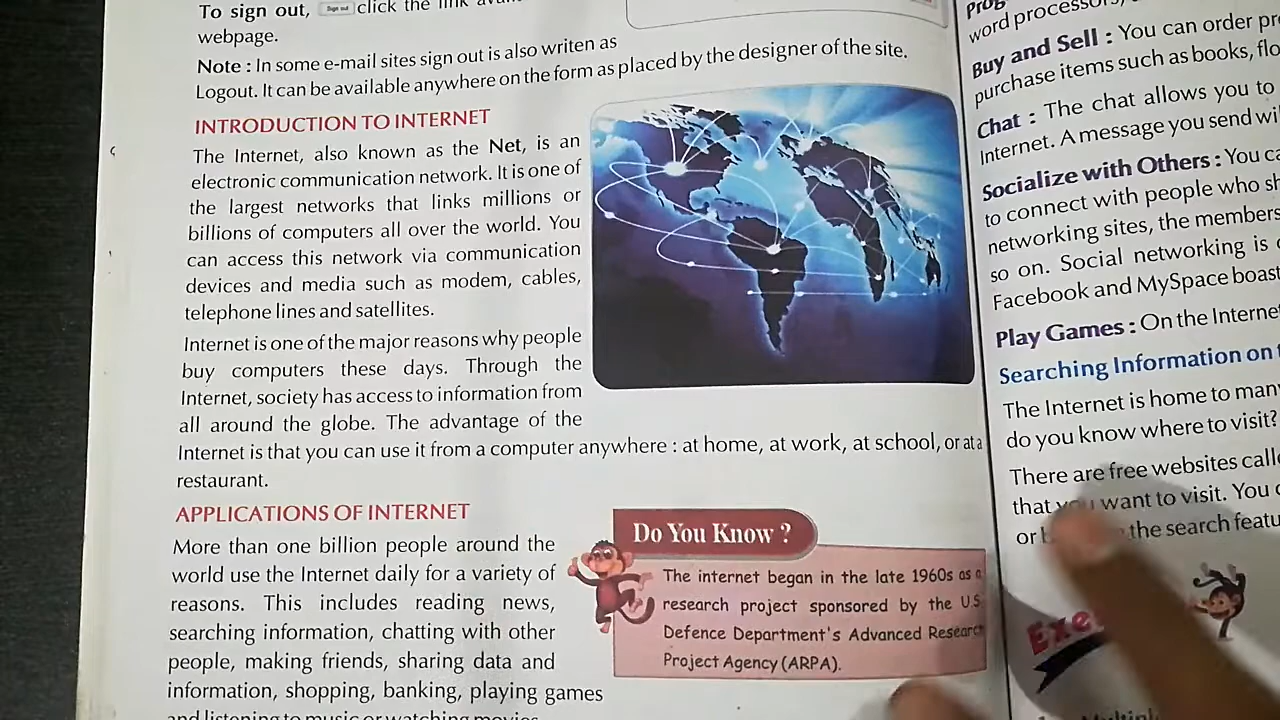 To sign out, Sign out click the link
webpage.
Note : In some e-mail sites sign out is also writen as
Logout. It can be available anywhere on the form as placed by the designer of the site.
INTRODUCTION TO INTERNET
The Internet, also known as the Net, is an
electronic communication network. It is one of
the largest networks that links millions or
billions of computers all over the world. You
can access this network via communication
devices and media such as modem, cables,
telephone lines and satellites.
Internet is one of the major reasons why people
buy computers these days. Through the
Internet, society has access to information from
all around the globe. The advantage of the
Internet is that you can use it from a computer anywhere : at home, at work, at school, or at a
restaurant.
APPLICATIONS OF INTERNET
More than one billion people around the
world use the Internet daily for a variety of
reasons. This includes reading news,
searching information, chatting with other
people, making friends, sharing data and
information, shopping, banking, playing games
and listening to music or watching movies.
Do You Know ?
The internet began in the late 1960s as a
research project sponsored by the U.S.
Defence Department's Advanced Research
Project Agency (ARPA).
word processors,
Buy and Sell : You can order
purchase items such as books,
Chat : The chat allows you to
Internet. A message you send
Socialize with Others : You
to connect with people who
networking sites, the members
so on. Social networking is
Facebook and MySpace boast
Play Games : On the Internet
Searching Information on
The Internet is home to
do you know where to visit?
There are free websites
that you want to visit. You
or the search